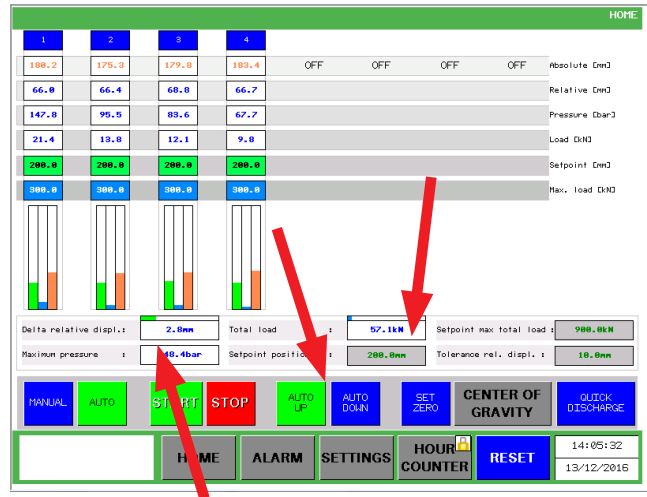 HOME
1 2 3 4
180.2 175.3 179.8 183.4 OFF OFF OFF OFF Absolute [mm]
66.0 66.4 68.8 66.7 Relative [mm]
147.8 95.5 83.6 67.7 Pressure [bar]
21.4 13.8 12.1 9.8 Load [kN]
200.0 200.0 200.0 200.0 Setpoint [mm]
300.0 300.0 300.0 300.0 Max. load [kN]
Delta relative displ.: 2.8mm Total load : 57.1kN Setpoint max total load : 900.0kN
Maximum pressure : 48.4bar Setpoint position : 200.0mm Tolerance rel. displ. : 10.0mm
MANUAL AUTO START STOP AUTO UP AUTO DOWN SET ZERO CENTER OF GRAVITY QUICK DISCHARGE
HOME ALARM SETTINGS HOUR COUNTER RESET 14:05:32
13/12/2016